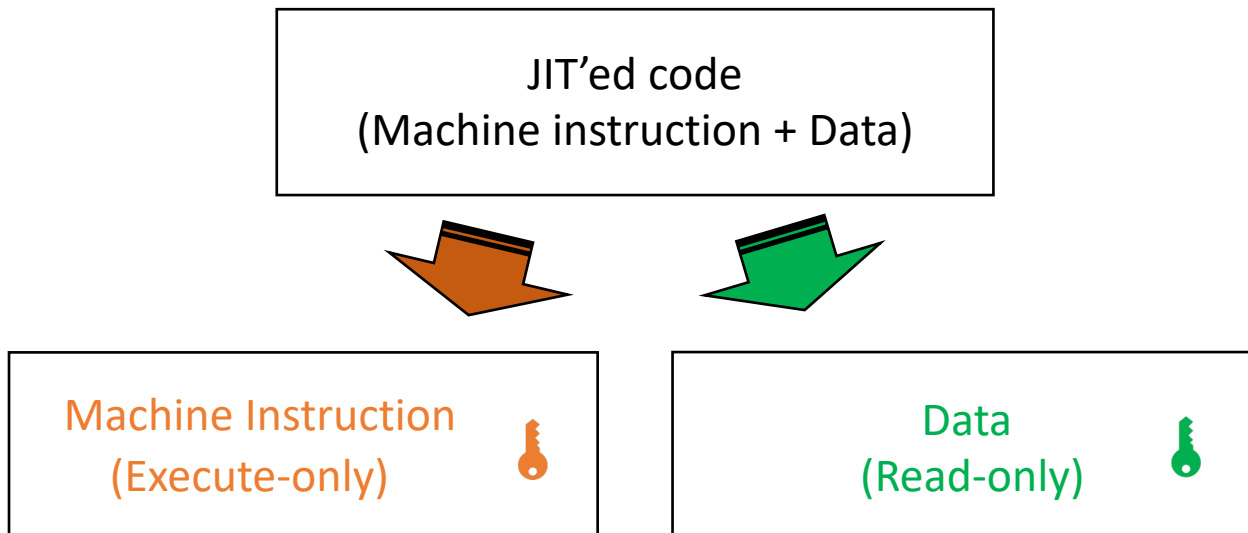 JIT’ed code
(Machine instruction + Data)
Machine Instruction
(Execute-only)
Data
(Read-only)